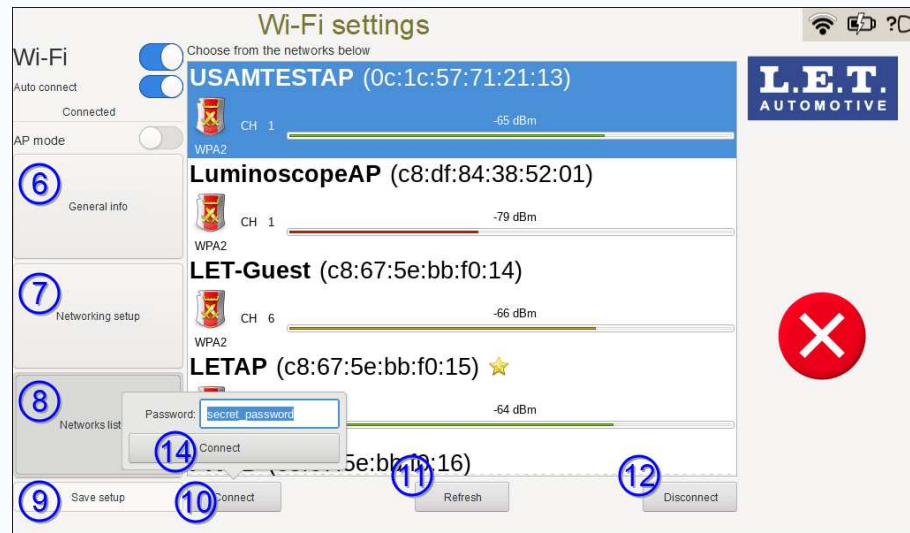 Wi-Fi settings
?
Wi-Fi
Choose from the networks below
Auto connect
Connected
AP mode
6
General info
7
Networking setup
8
Networks list
9
Save setup
USAMTESTAP (0c:1c:57:71:21:13)
CH 1
-65 dBm
WPA2
LuminoscopeAP (c8:df:84:38:52:01)
CH 1
-79 dBm
WPA2
LET-Guest (c8:67:5e:bb:f0:14)
CH 6
-66 dBm
WPA2
LETAP (c8:67:5e:bb:f0:15)
-64 dBm
Password: secret_password
14 Connect
5e:bb:f0:16)
10 Connect
11 Refresh
12 Disconnect
L.E.T.
AUTOMOTIVE